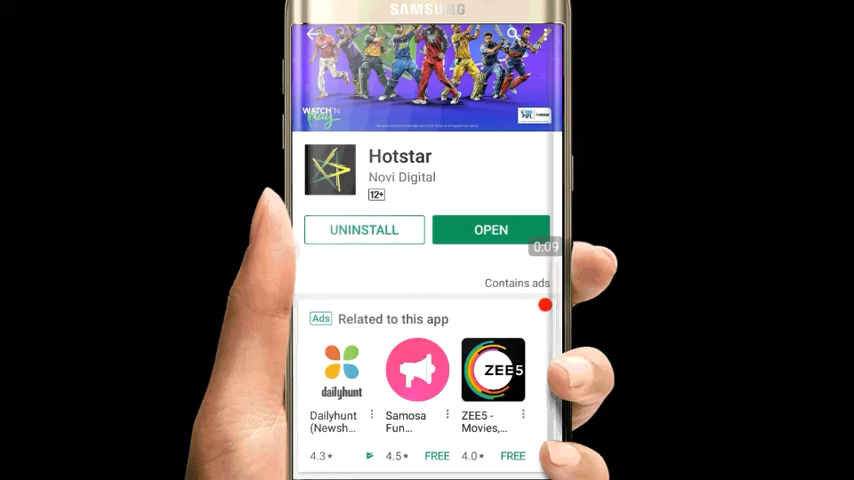 SAMSUNG
WATCH'N
Play
Hotstar
Novi Digital
12+
UNINSTALL
OPEN
0:09
Contains ads
Ads Related to this app
dailyhunt
ZEE5
Dailyhunt Samosa ZEE5 -
(Newsh... Fun... Movies,...
4.3★ 4.5★ FREE 4.0★ FREE